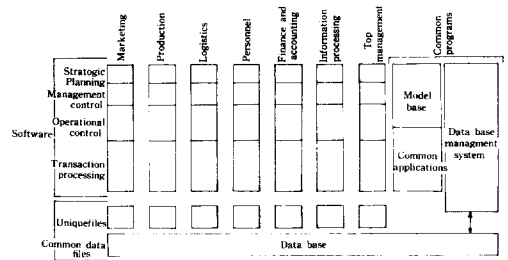 Marketing
Production
Logistics
Personnel
Finance and
accounting
Information
processing
Top
management
Common
programs
Strategic
Planning
Management
control
Operational
control
Transaction
processing
Software
Model
base
Common
applications
Data base
managment
system
Uniquefiles
Common data
files
Data base